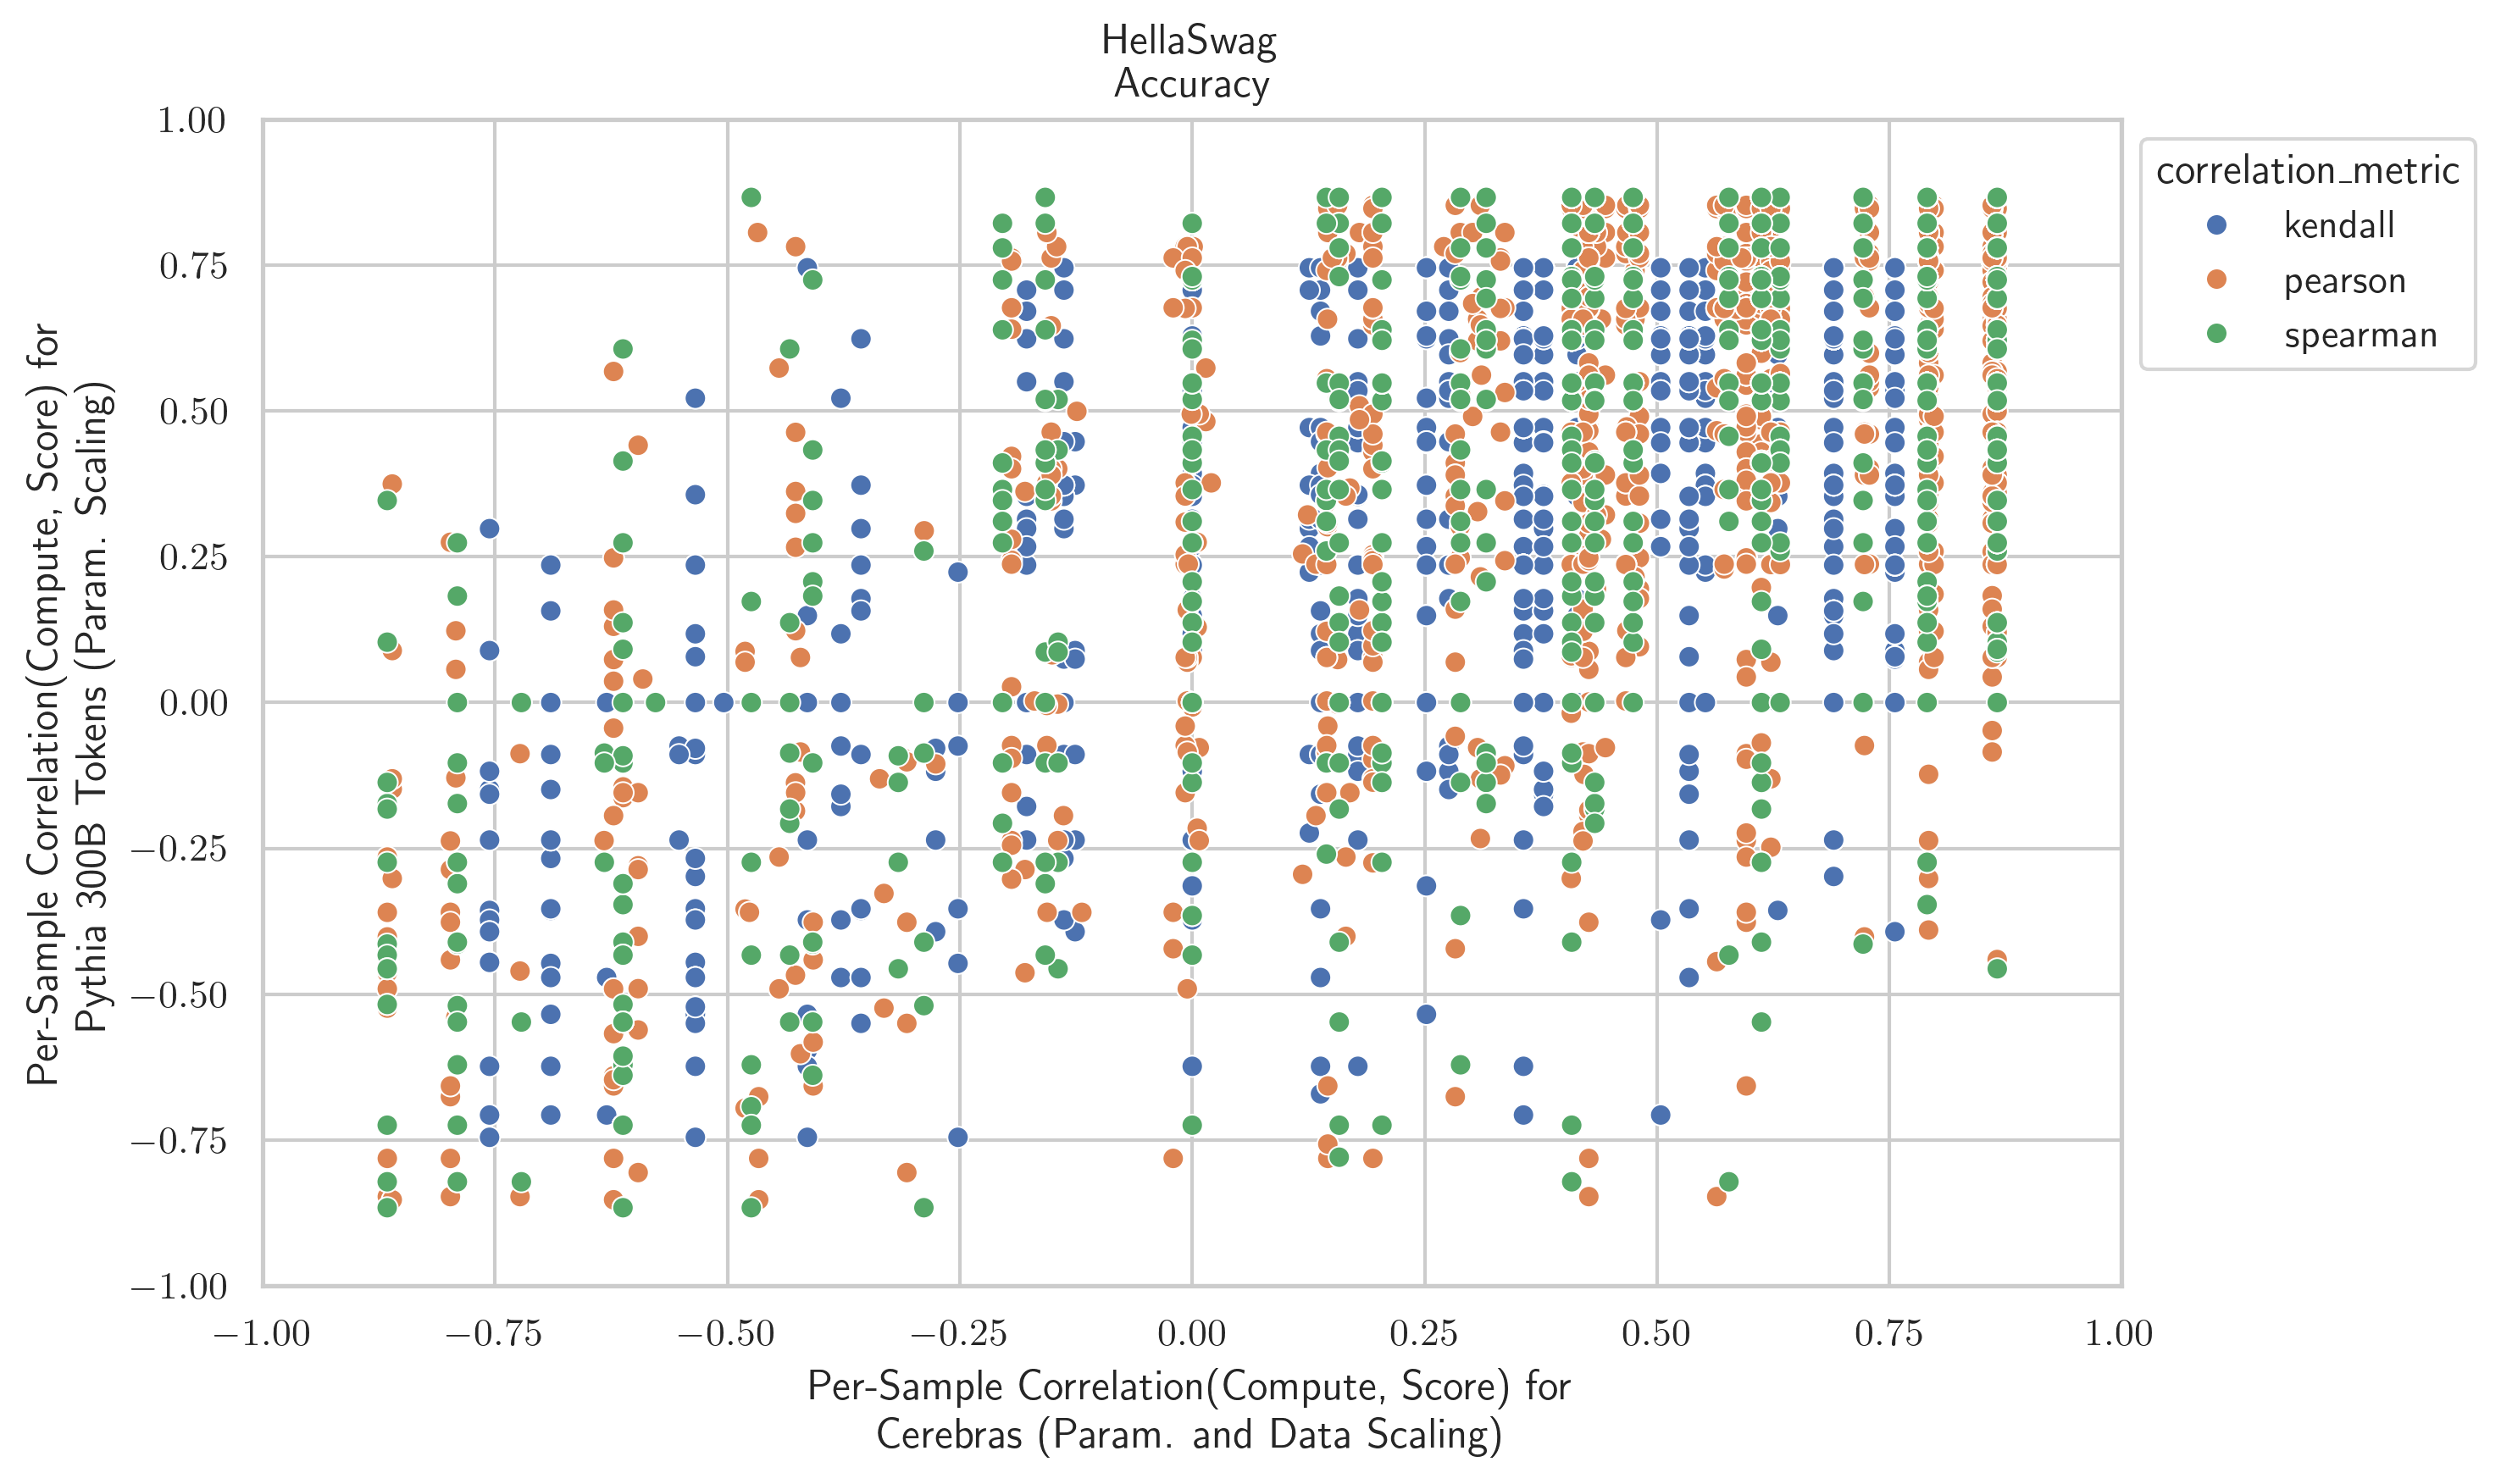 HellaSwag
Accuracy
1.00
0.75
0.50
0.25
0.00
−0.25
−0.50
−0.75
−1.00
Per-Sample Correlation(Compute, Score) for
Pythia 300B Tokens (Param. Scaling)
−1.00
−0.75
−0.50
−0.25
0.00
0.25
0.50
0.75
1.00
Per-Sample Correlation(Compute, Score) for
Cerebras (Param. and Data Scaling)
correlation_metric
kendall
pearson
spearman